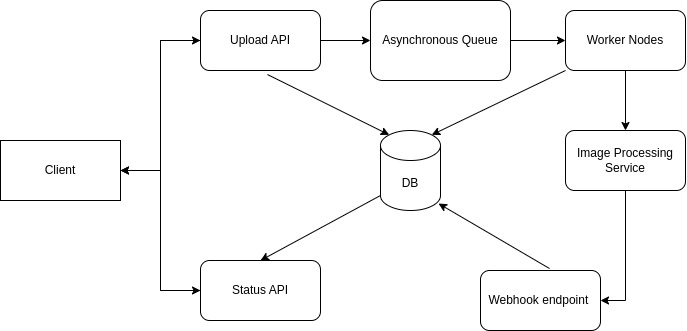 Upload API
Asynchronous Queue
Worker Nodes
Client
DB
Image Processing
Service
Status API
Webhook endpoint